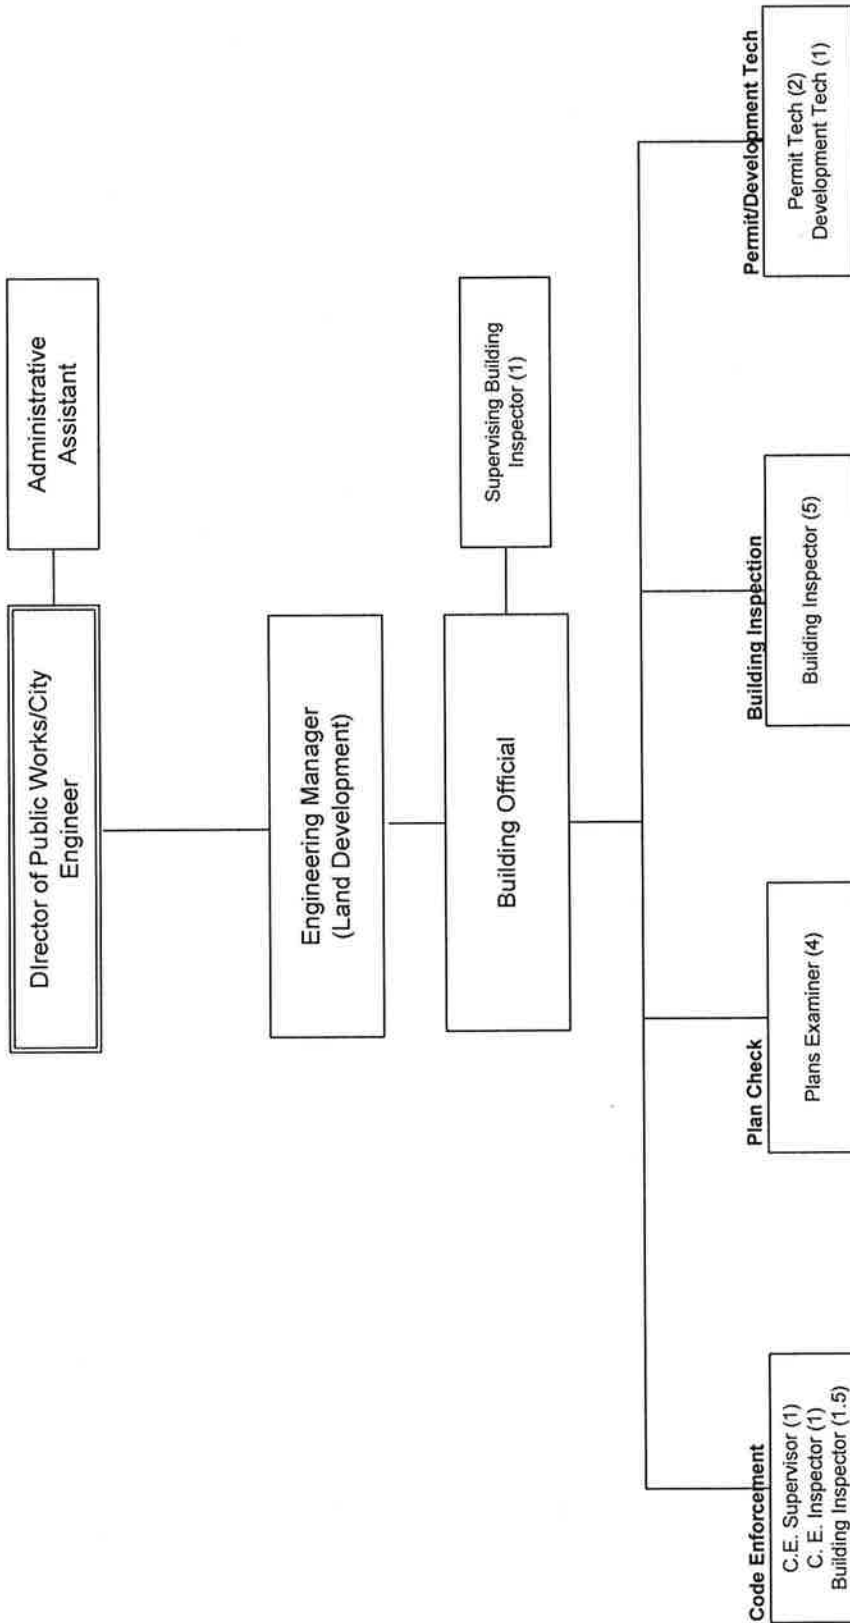 DIrector of Public Works/City
Engineer
Administrative
Assistant
Engineering Manager
(Land Development)
Building Official
Supervising Building
Inspector (1)
Code Enforcement
C.E. Supervisor (1)
C. E. Inspector (1)
Building Inspector (1.5)
Plan Check
Plans Examiner (4)
Building Inspection
Building Inspector (5)
Permit/Development Tech
Permit Tech (2)
Development Tech (1)